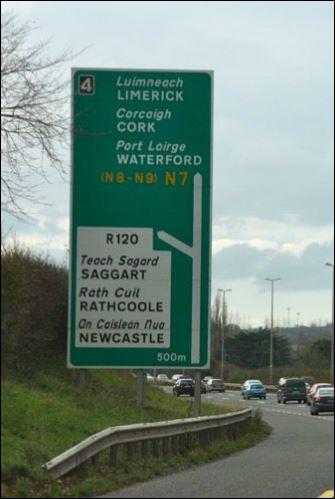 4
Luimneach
LIMERICK
Corcaigh
CORK
Port Lairge
WATERFORD
(N8-N9) N7
R120
Teach Sagard
SAGGART
Rath Cuil
RATHCOOLE
An Caislean Nua
NEWCASTLE
500m